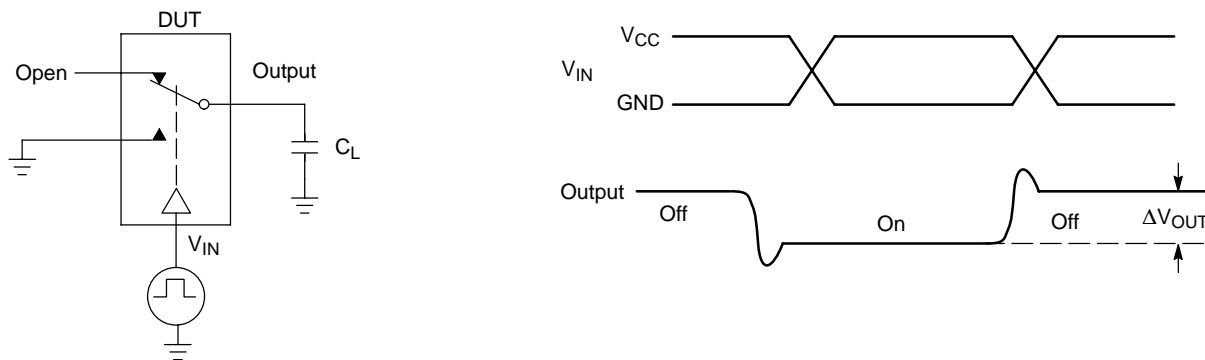 DUT
Open
Output
C_L
V_IN
V_CC
V_IN
GND
Output
Off
On
Off
ΔV_OUT